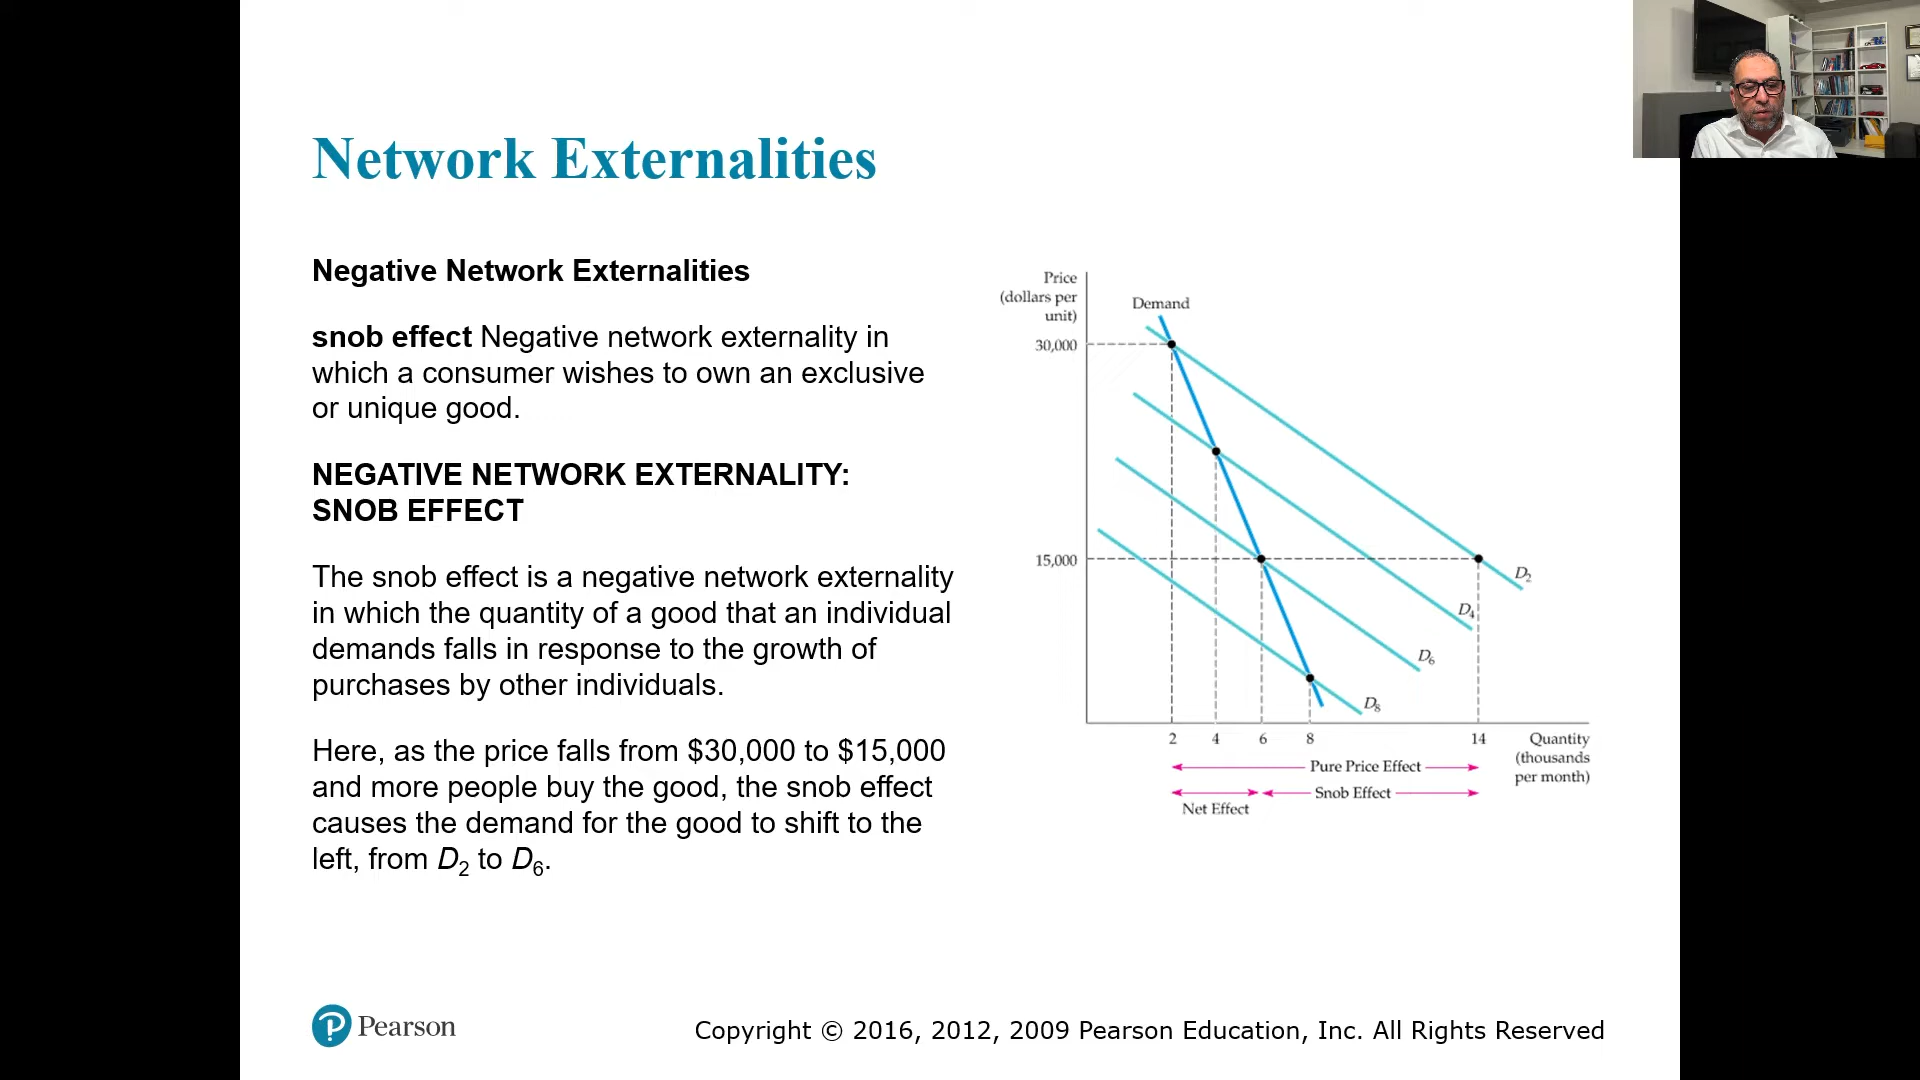 Network Externalities
Negative Network Externalities
snob effect Negative network externality in
which a consumer wishes to own an exclusive
or unique good.
NEGATIVE NETWORK EXTERNALITY:
SNOB EFFECT
The snob effect is a negative network externality
in which the quantity of a good that an individual
demands falls in response to the growth of
purchases by other individuals.
Here, as the price falls from $30,000 to $15,000
and more people buy the good, the snob effect
causes the demand for the good to shift to the
left, from D2 to D6.
Price
(dollars per
unit)
Demand
30,000
15,000
D2
D4
D6
D8
2 4 6 8 14
Quantity
(thousands
per month)
Pure Price Effect
Snob Effect
Net Effect
Pearson
Copyright © 2016, 2012, 2009 Pearson Education, Inc. All Rights Reserved